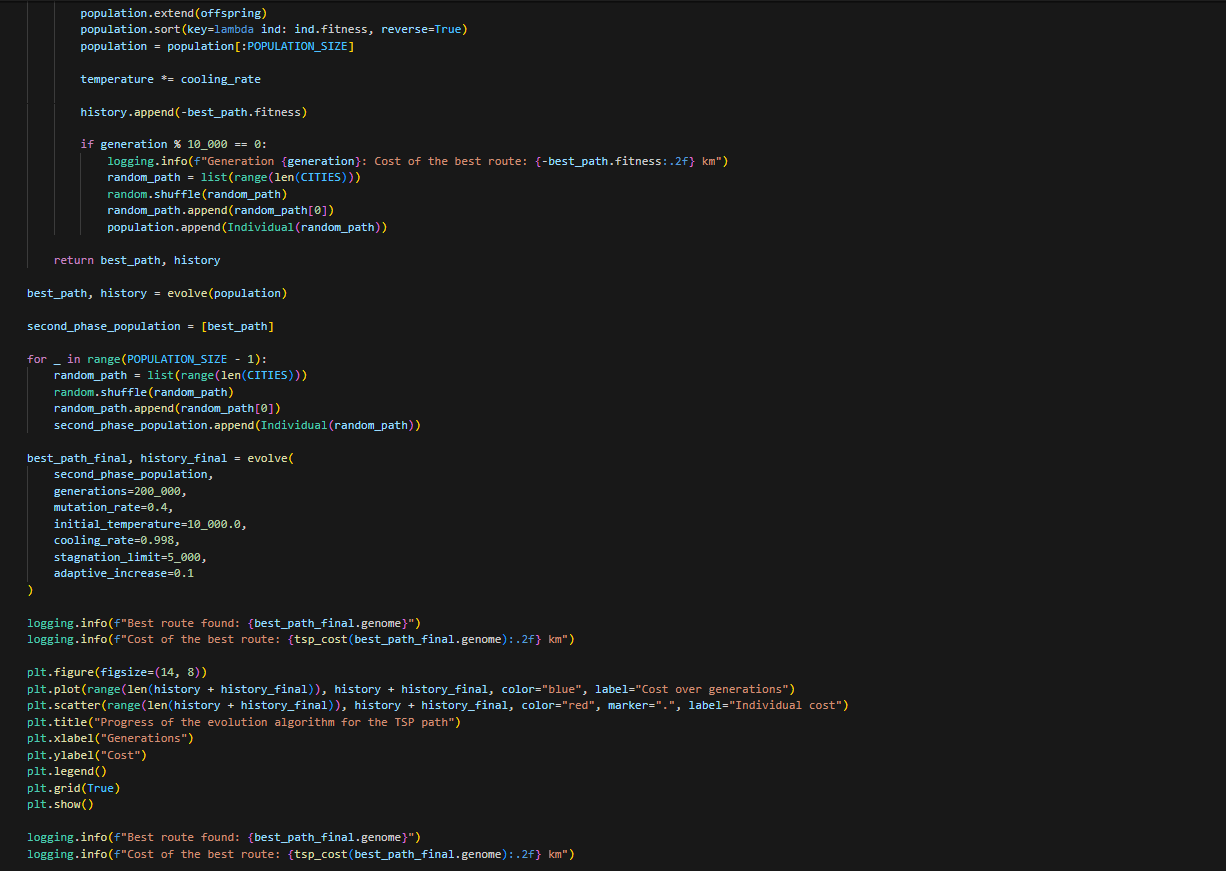 population.extend(offspring)
population.sort(key=lambda ind: ind.fitness, reverse=True)
population = population[:POPULATION_SIZE]
temperature *= cooling_rate
history.append(-best_path.fitness)
if generation % 10_000 == 0:
logging.info(f"Generation {generation}: Cost of the best route: {-best_path.fitness:.2f} km")
random_path = list(range(len(CITIES)))
random.shuffle(random_path)
random_path.append(random_path[0])
population.append(Individual(random_path))
return best_path, history
best_path, history = evolve(population)
second_phase_population = [best_path]
for _ in range(POPULATION_SIZE - 1):
random_path = list(range(len(CITIES)))
random.shuffle(random_path)
random_path.append(random_path[0])
second_phase_population.append(Individual(random_path))
best_path_final, history_final = evolve(
second_phase_population,
generations=200_000,
mutation_rate=0.4,
initial_temperature=10_000.0,
cooling_rate=0.998,
stagnation_limit=5_000,
adaptive_increase=0.1
)
logging.info(f"Best route found: {best_path_final.genome}")
logging.info(f"Cost of the best route: {tsp_cost(best_path_final.genome):.2f} km")
plt.figure(figsize=(14, 8))
plt.plot(range(len(history + history_final)), history + history_final, color="blue", label="Cost over generations")
plt.scatter(range(len(history + history_final)), history + history_final, color="red", marker=".", label="Individual cost")
plt.title("Progress of the evolution algorithm for the TSP path")
plt.xlabel("Generations")
plt.ylabel("Cost")
plt.legend()
plt.grid(True)
plt.show()
logging.info(f"Best route found: {best_path_final.genome}")
logging.info(f"Cost of the best route: {tsp_cost(best_path_final.genome):.2f} km")